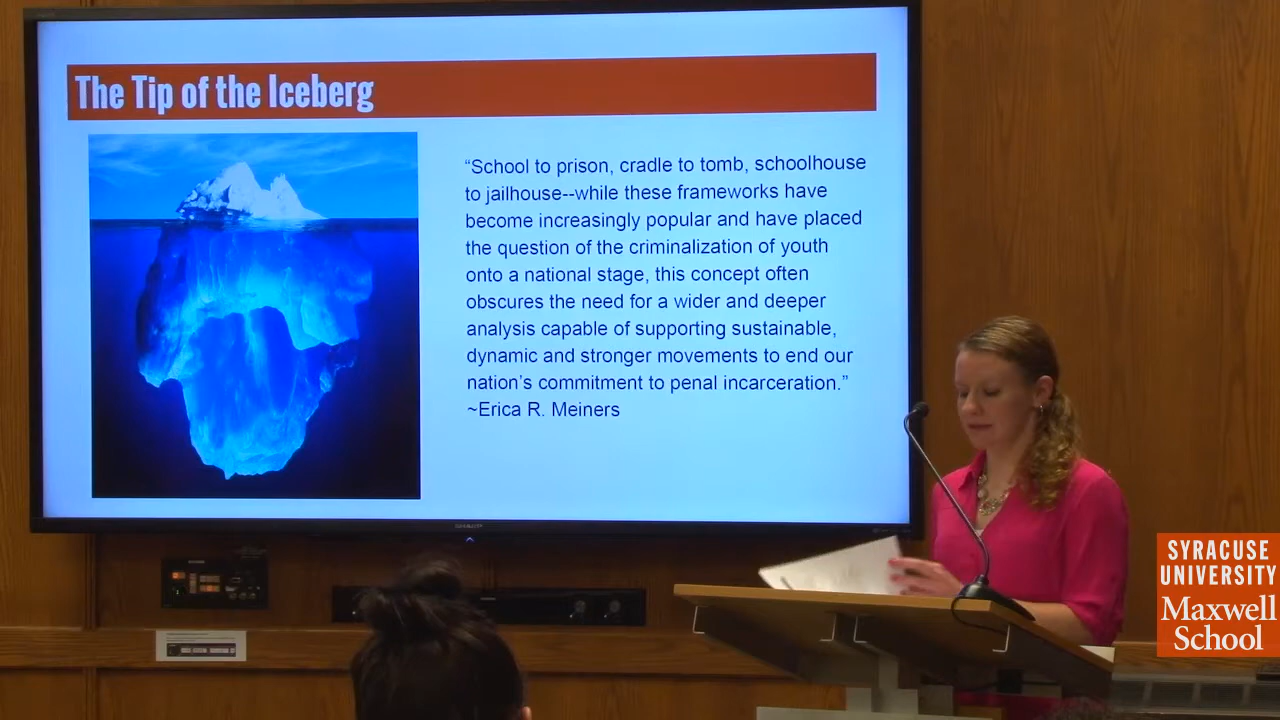 The Tip of the Iceberg
“School to prison, cradle to tomb, schoolhouse
to jailhouse--while these frameworks have
become increasingly popular and have placed
the question of the criminalization of youth
onto a national stage, this concept often
obscures the need for a wider and deeper
analysis capable of supporting sustainable,
dynamic and stronger movements to end our
nation’s commitment to penal incarceration.”
~Erica R. Meiners
SYRACUSE
UNIVERSITY
Maxwell
School